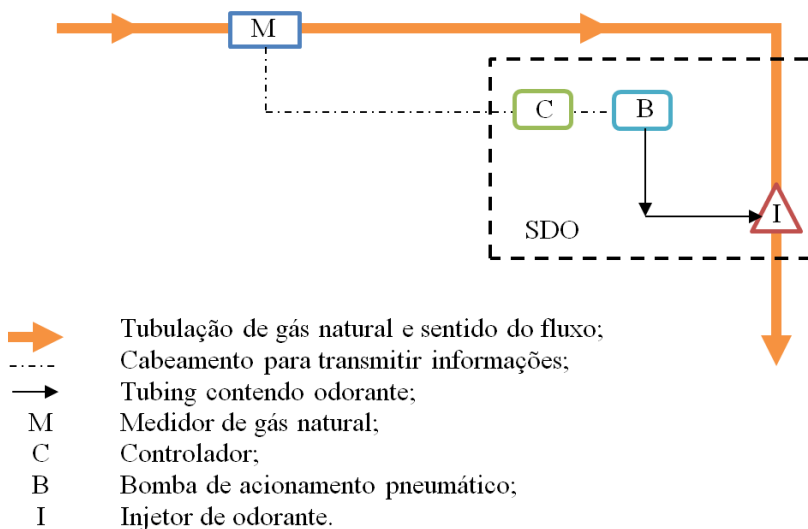 M
C
B
I
SDO
Tubulação de gás natural e sentido do fluxo;
Cabeamento para transmitir informações;
Tubing contendo odorante;
M Medidor de gás natural;
C Controlador;
B Bomba de acionamento pneumático;
I Injetor de odorante.